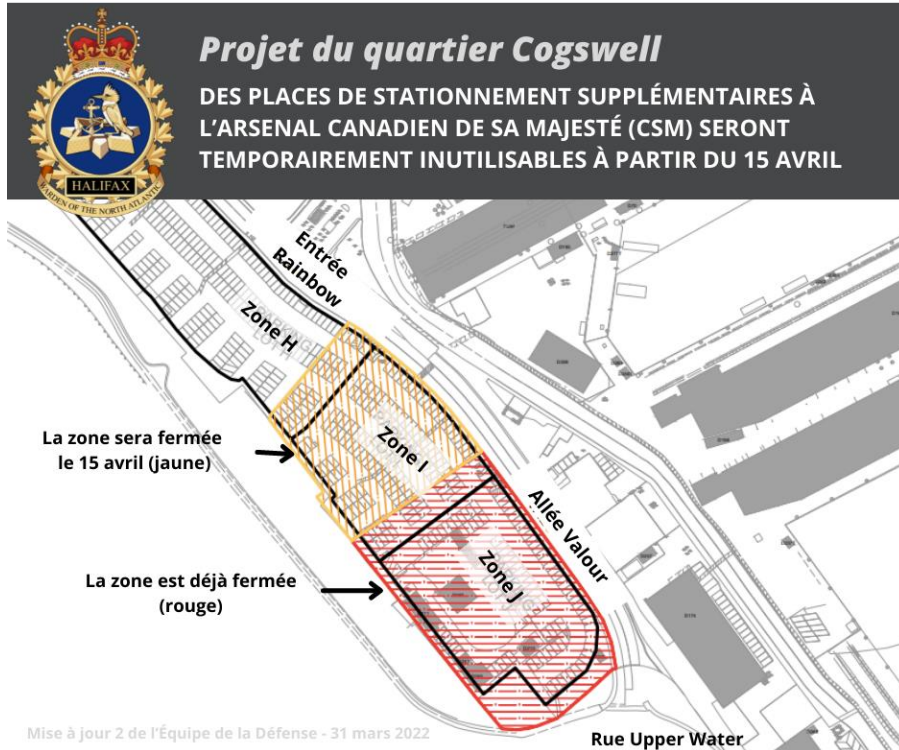 Projet du quartier Cogswell
DES PLACES DE STATIONNEMENT SUPPLÉMENTAIRES À
L'ARSENAL CANADIEN DE SA MAJESTÉ (CSM) SERONT
TEMPORAIREMENT INUTILISABLES À PARTIR DU 15 AVRIL
HALIFAX
WARDEN OF THE NORTH ATLANTIC
Entrée
Rainbow
Zone H
Zone I
La zone sera fermée
le 15 avril (jaune)
Allée Valour
Zone J
La zone est déjà fermée
(rouge)
Mise à jour 2 de l'Équipe de la Défense - 31 mars 2022
Rue Upper Water